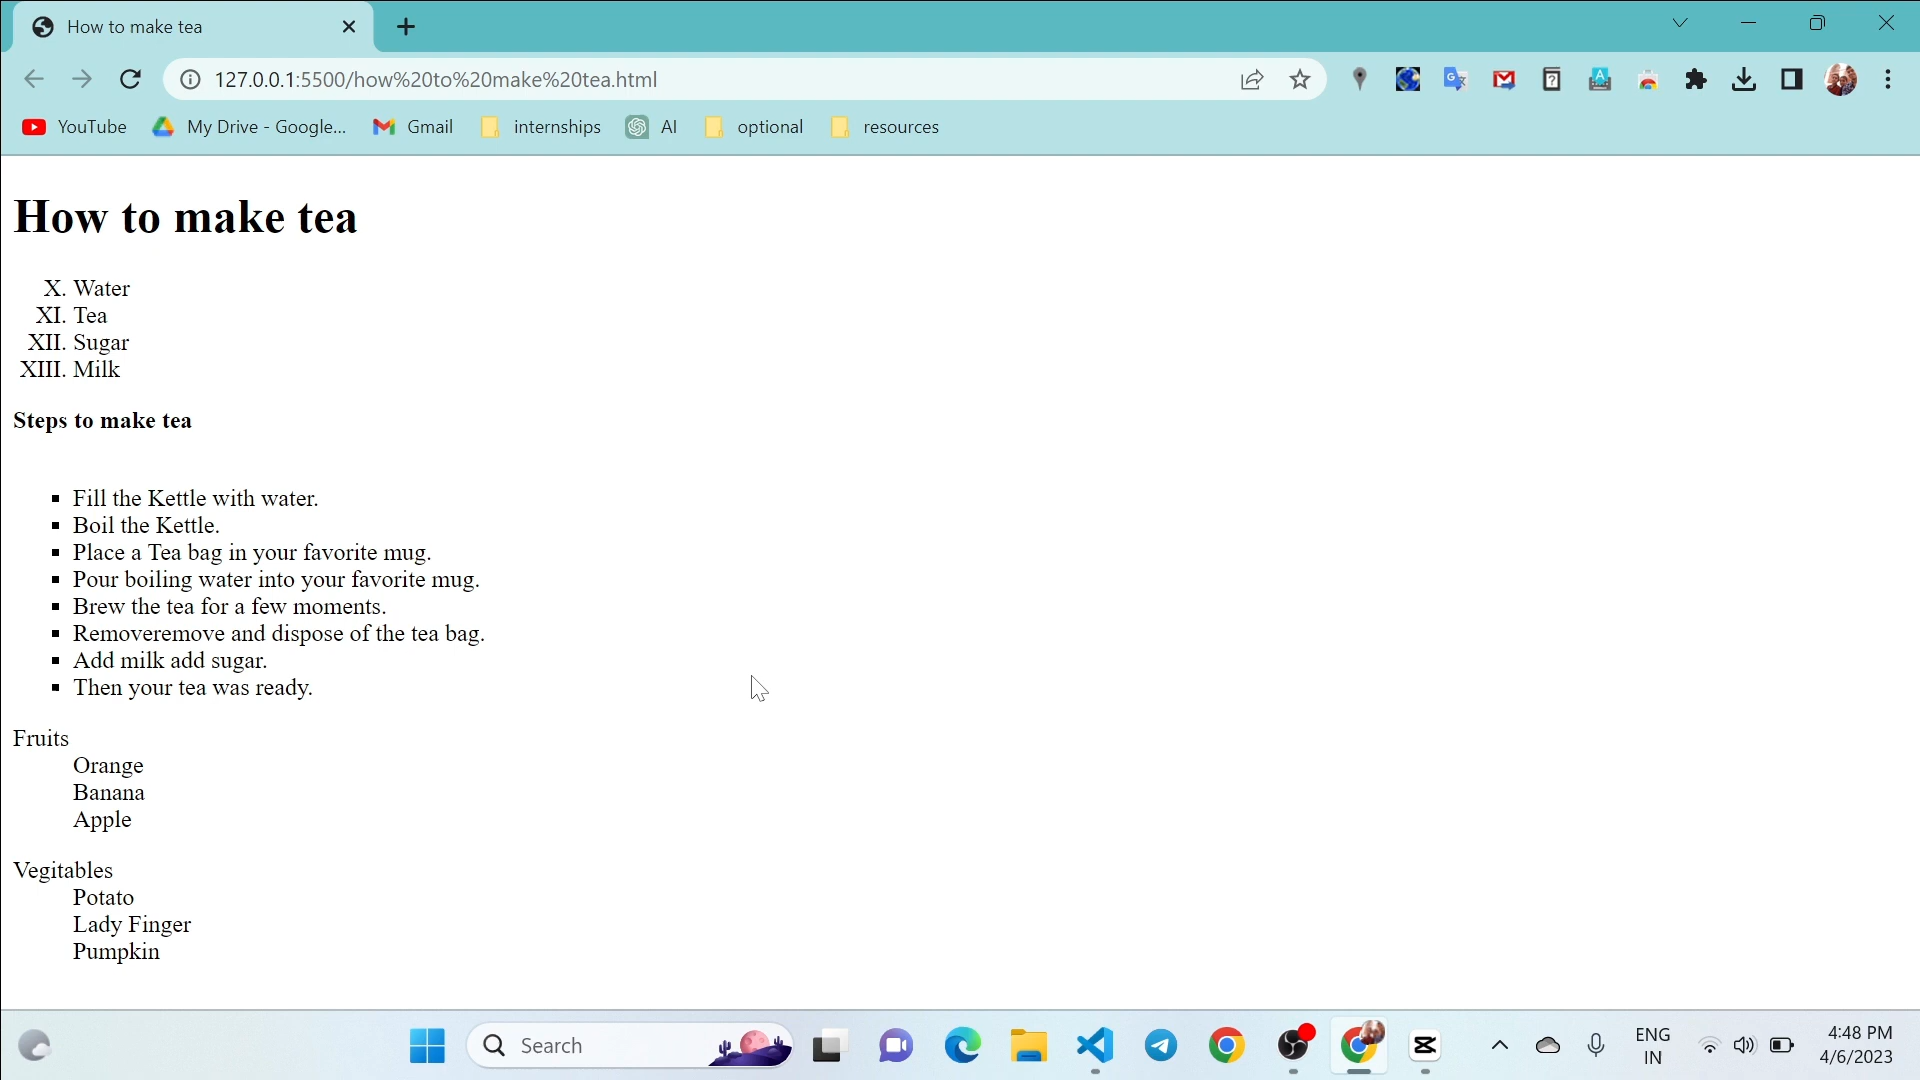 How to make tea
127.0.0.1:5500/how%20to%20make%20tea.html
YouTube My Drive - Google... Gmail internships AI optional resources
How to make tea
X. Water
XI. Tea
XII. Sugar
XIII. Milk
Steps to make tea
▪ Fill the Kettle with water.
▪ Boil the Kettle.
▪ Place a Tea bag in your favorite mug.
▪ Pour boiling water into your favorite mug.
▪ Brew the tea for a few moments.
▪ Removeremove and dispose of the tea bag.
▪ Add milk add sugar.
▪ Then your tea was ready.
Fruits
Orange
Banana
Apple
Vegitables
Potato
Lady Finger
Pumpkin
Search
ENG
IN
4:48 PM
4/6/2023